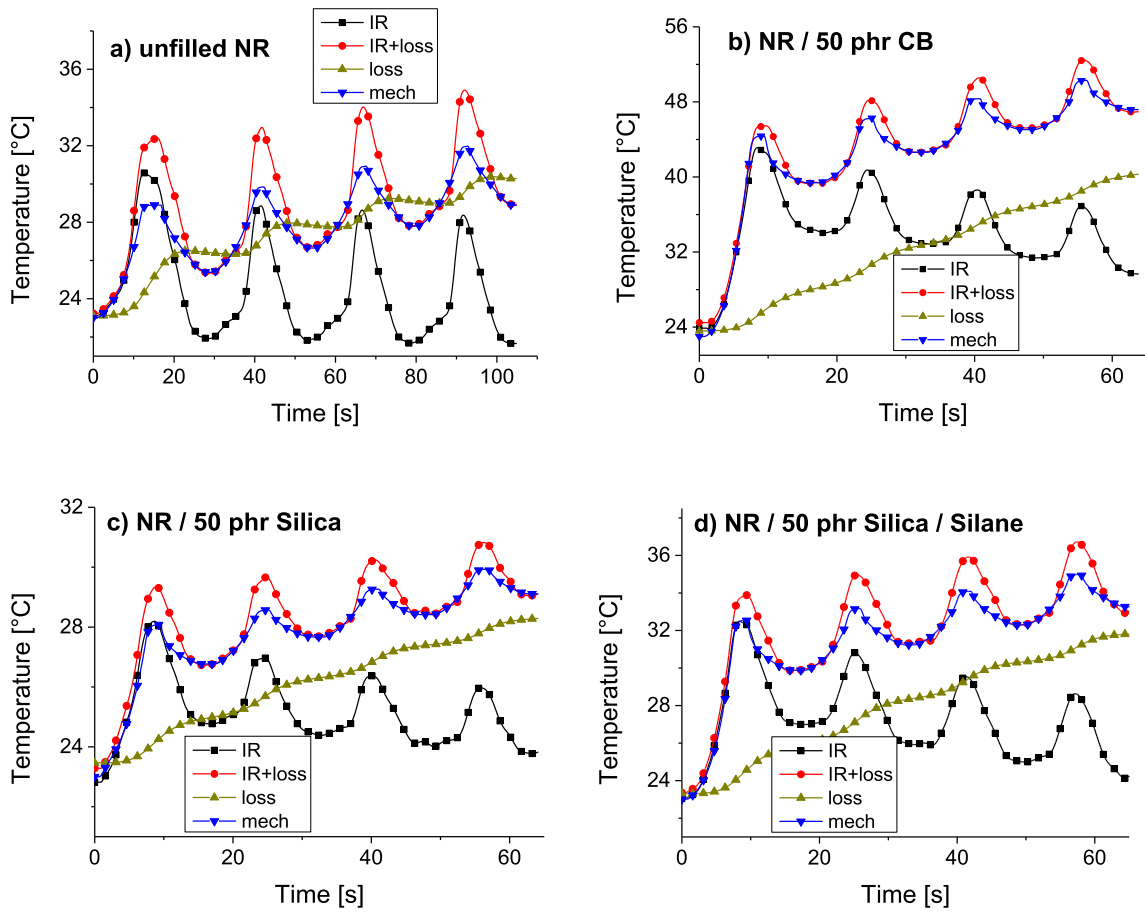 a) unfilled NR
IR
IR+loss
loss
mech
36
32
28
24
Temperature [°C]
0
20
40
60
80
100
Time [s]
b) NR / 50 phr CB
56
48
40
32
24
Temperature [°C]
IR
IR+loss
loss
mech
0
20
40
60
Time [s]
c) NR / 50 phr Silica
32
28
24
Temperature [°C]
IR
IR+loss
loss
mech
0
20
40
60
Time [s]
d) NR / 50 phr Silica / Silane
36
32
28
24
Temperature [°C]
IR
IR+loss
loss
mech
0
20
40
60
Time [s]